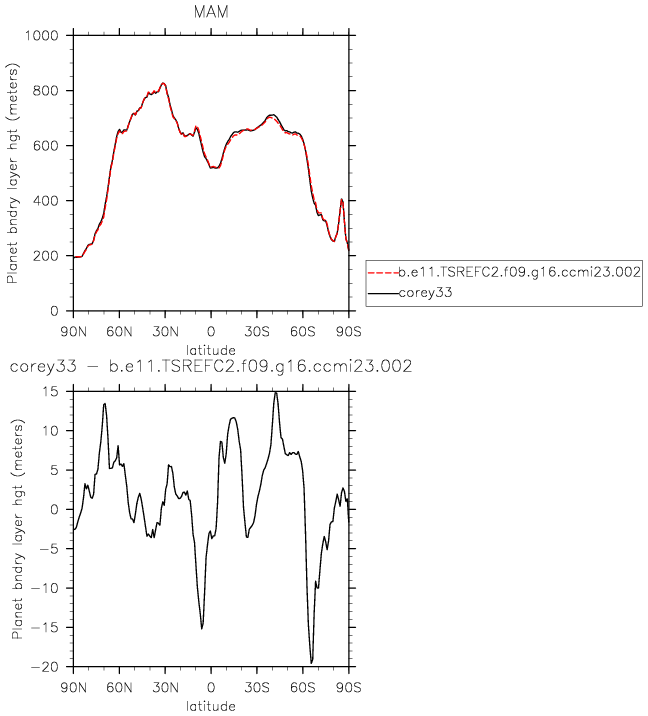 MAM
1000
800
600
400
200
0
Planet bndry layer hgt (meters)
90N 60N 30N 0 30S 60S 90S
latitude
b.e11.TSREFC2.f09.g16.ccmi23.002
corey33
corey33 − b.e11.TSREFC2.f09.g16.ccmi23.002
15
10
5
0
−5
−10
−15
−20
Planet bndry layer hgt (meters)
90N 60N 30N 0 30S 60S 90S
latitude